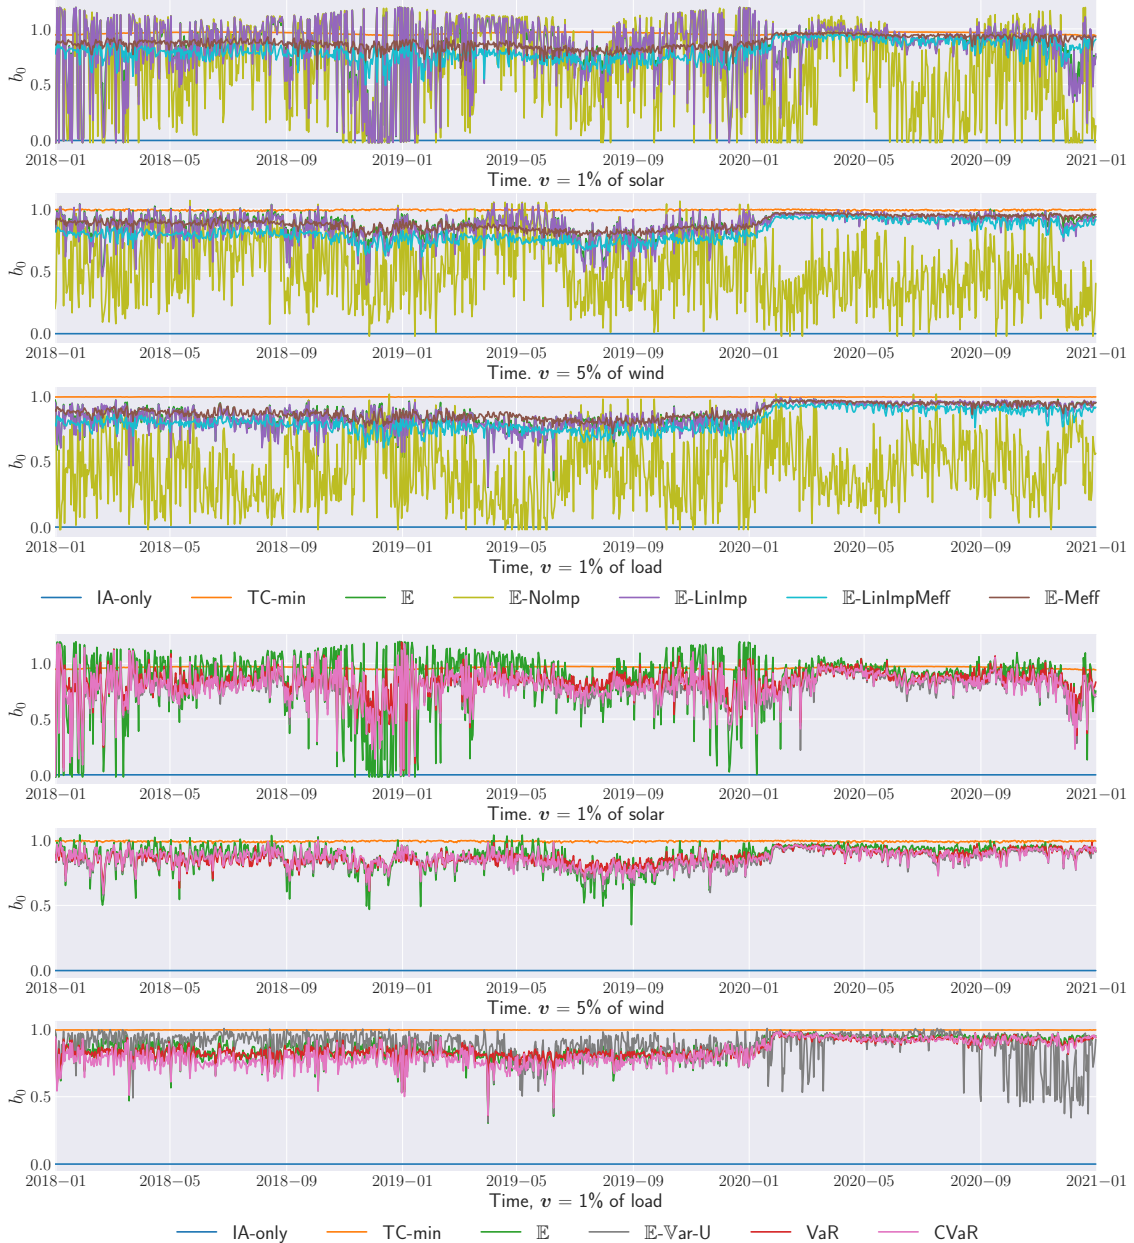 1.0
0.5
0.0
b₀
2018−01 2018−05 2018−09 2019−01 2019−05 2019−09 2020−01 2020−05 2020−09 2021−01
Time. v = 1% of solar
1.0
0.5
0.0
b₀
2018−01 2018−05 2018−09 2019−01 2019−05 2019−09 2020−01 2020−05 2020−09 2021−01
Time. v = 5% of wind
1.0
0.5
0.0
b₀
2018−01 2018−05 2018−09 2019−01 2019−05 2019−09 2020−01 2020−05 2020−09 2021−01
Time, v = 1% of load
IA-only TC-min 𝔼 𝔼-NoImp 𝔼-LinImp 𝔼-LinImpMeff 𝔼-Meff
1.0
0.5
0.0
b₀
2018−01 2018−05 2018−09 2019−01 2019−05 2019−09 2020−01 2020−05 2020−09 2021−01
Time. v = 1% of solar
1.0
0.5
0.0
b₀
2018−01 2018−05 2018−09 2019−01 2019−05 2019−09 2020−01 2020−05 2020−09 2021−01
Time. v = 5% of wind
1.0
0.5
0.0
b₀
2018−01 2018−05 2018−09 2019−01 2019−05 2019−09 2020−01 2020−05 2020−09 2021−01
Time, v = 1% of load
IA-only TC-min 𝔼 𝔼-𝕍ar-U VaR CVaR